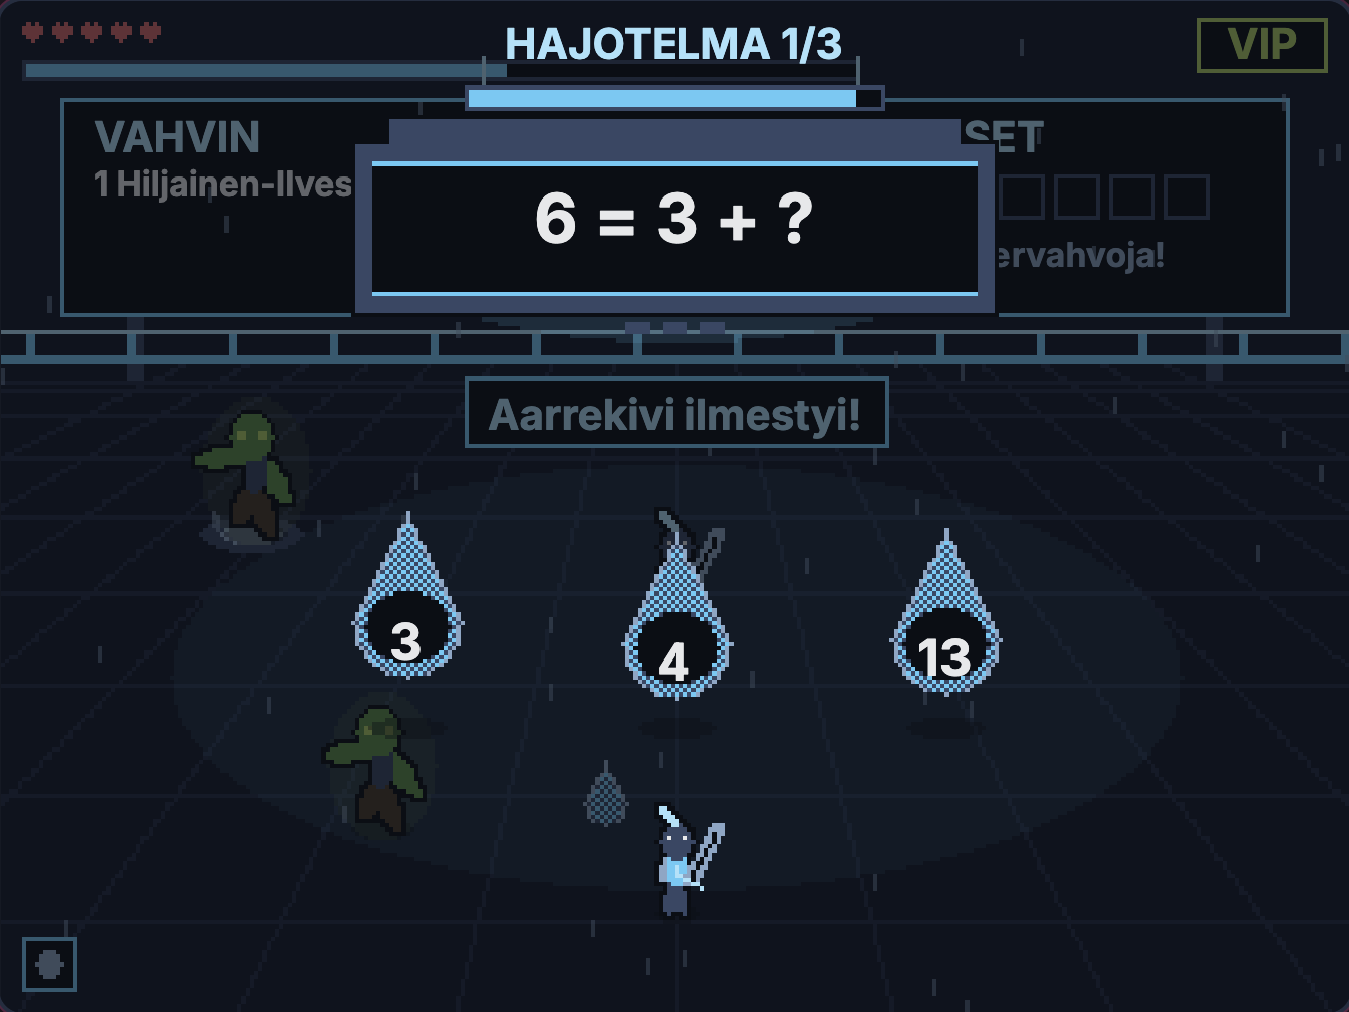 HAJOTELMA 1/3
VIP
VAHVIN
SET
1 Hiljainen-Ilves
6 = 3 + ?
ervahvoja!
Aarrekivi ilmestyi!
3
4
13